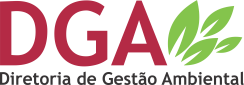 DGA
Diretoria de Gestão Ambiental